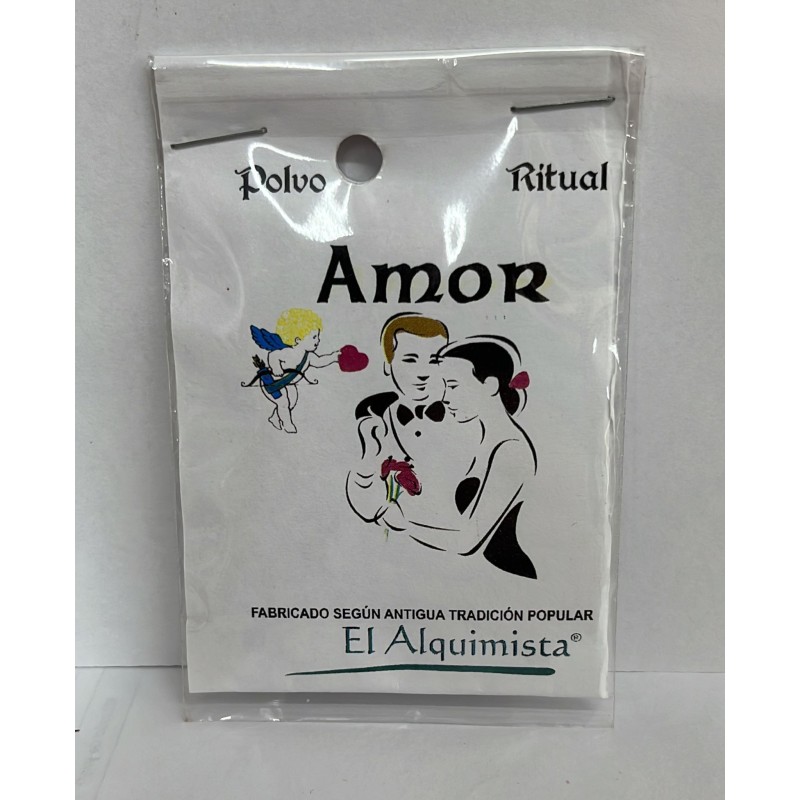 Polvo Ritual
Amor
FABRICADO SEGÚN ANTIGUA TRADICIÓN POPULAR
El Alquimista®